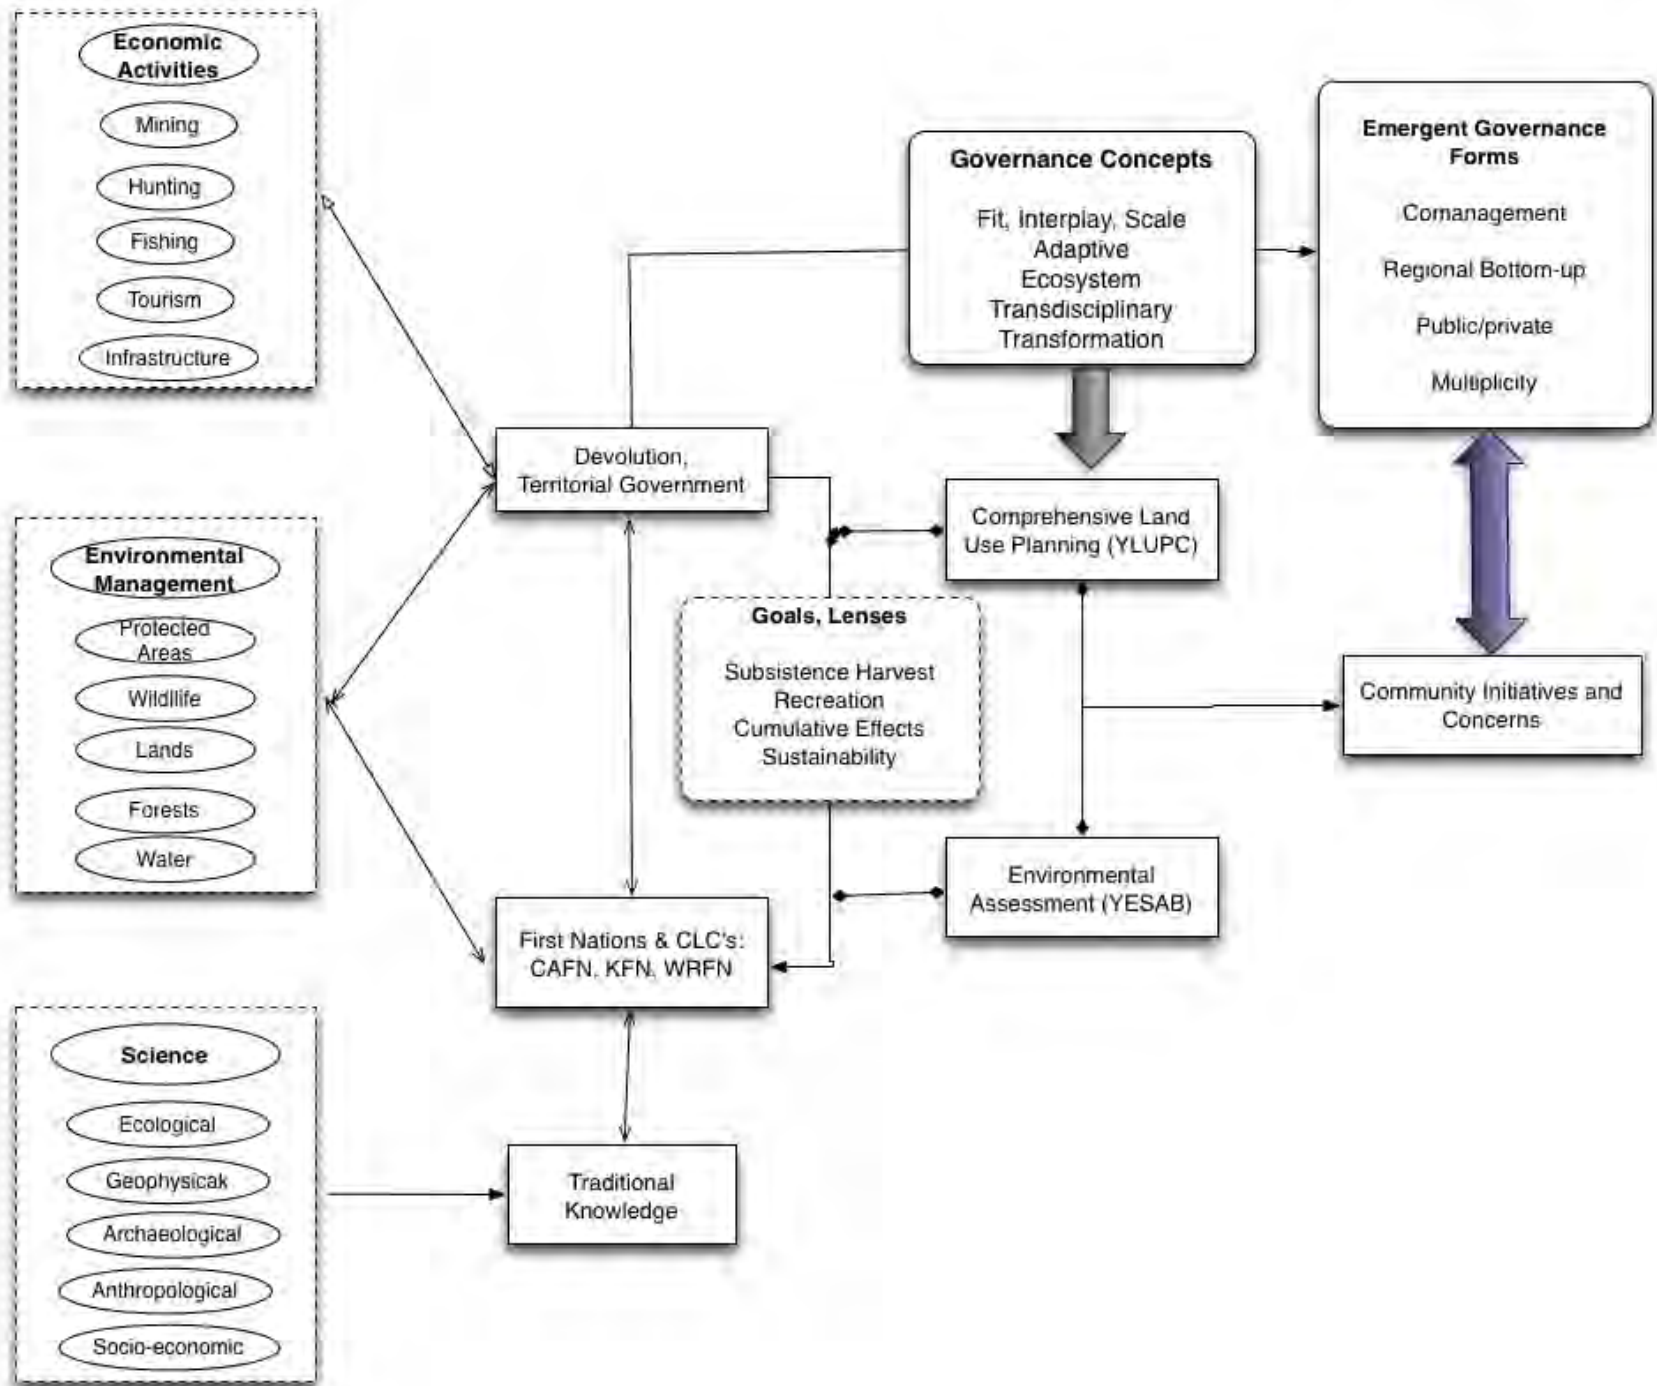 Economic
Activities
Mining
Hunting
Fishing
Tourism
Infrastructure
Environmental
Management
Protected
Areas
Wildllife
Lands
Forests
Water
Science
Ecological
Geophysicak
Archaeological
Anthropological
Socio-economic
Devolution,
Territorial Government
First Nations & CLC's:
CAFN, KFN, WRFN
Traditional
Knowledge
Goals, Lenses
Subsistence Harvest
Recreation
Cumulative Effects
Sustainability
Governance Concepts
Fit, Interplay, Scale
Adaptive
Ecosystem
Transdisciplinary
Transformation
Comprehensive Land
Use Planning (YLUPC)
Environmental
Assessment (YESAB)
Emergent Governance
Forms
Comanagement
Regional Bottom-up
Public/private
Multiplicity
Community Initiatives and
Concerns